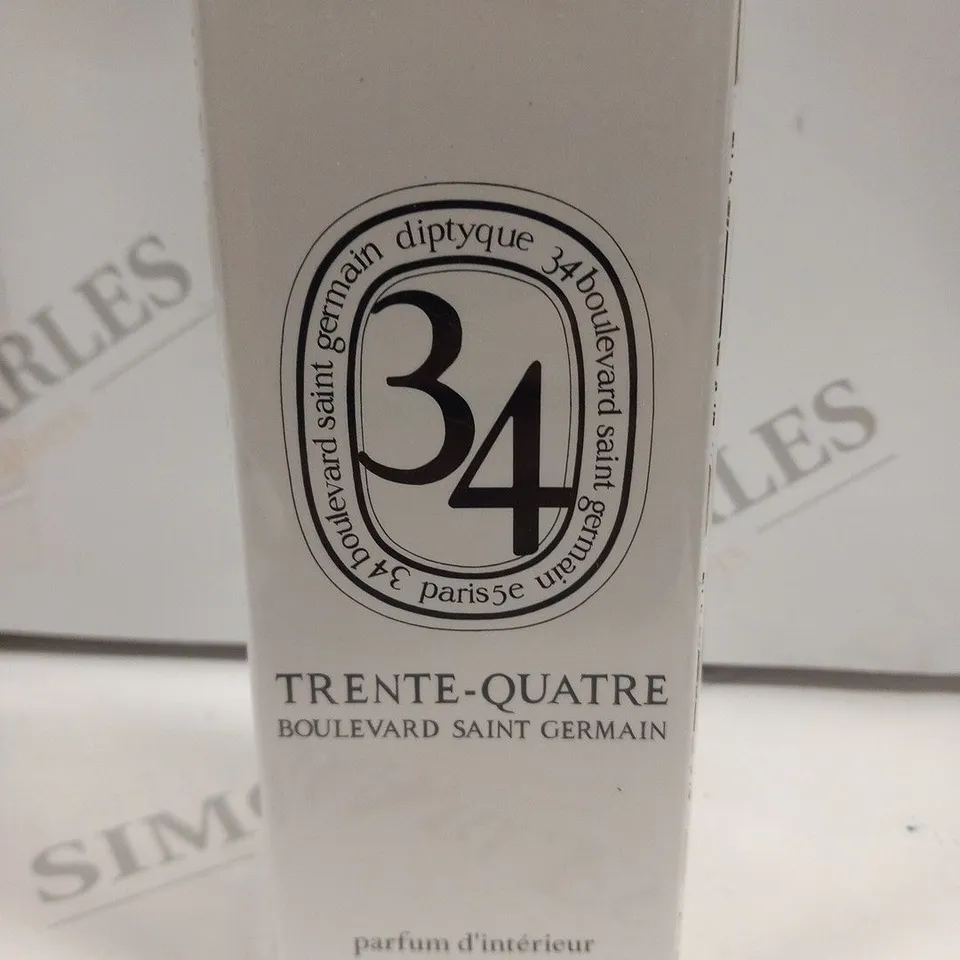 diptyque 34 boulevard saint germain paris 5e 34 boulevard saint germain
34
TRENTE-QUATRE
BOULEVARD SAINT GERMAIN
parfum d'intérieur